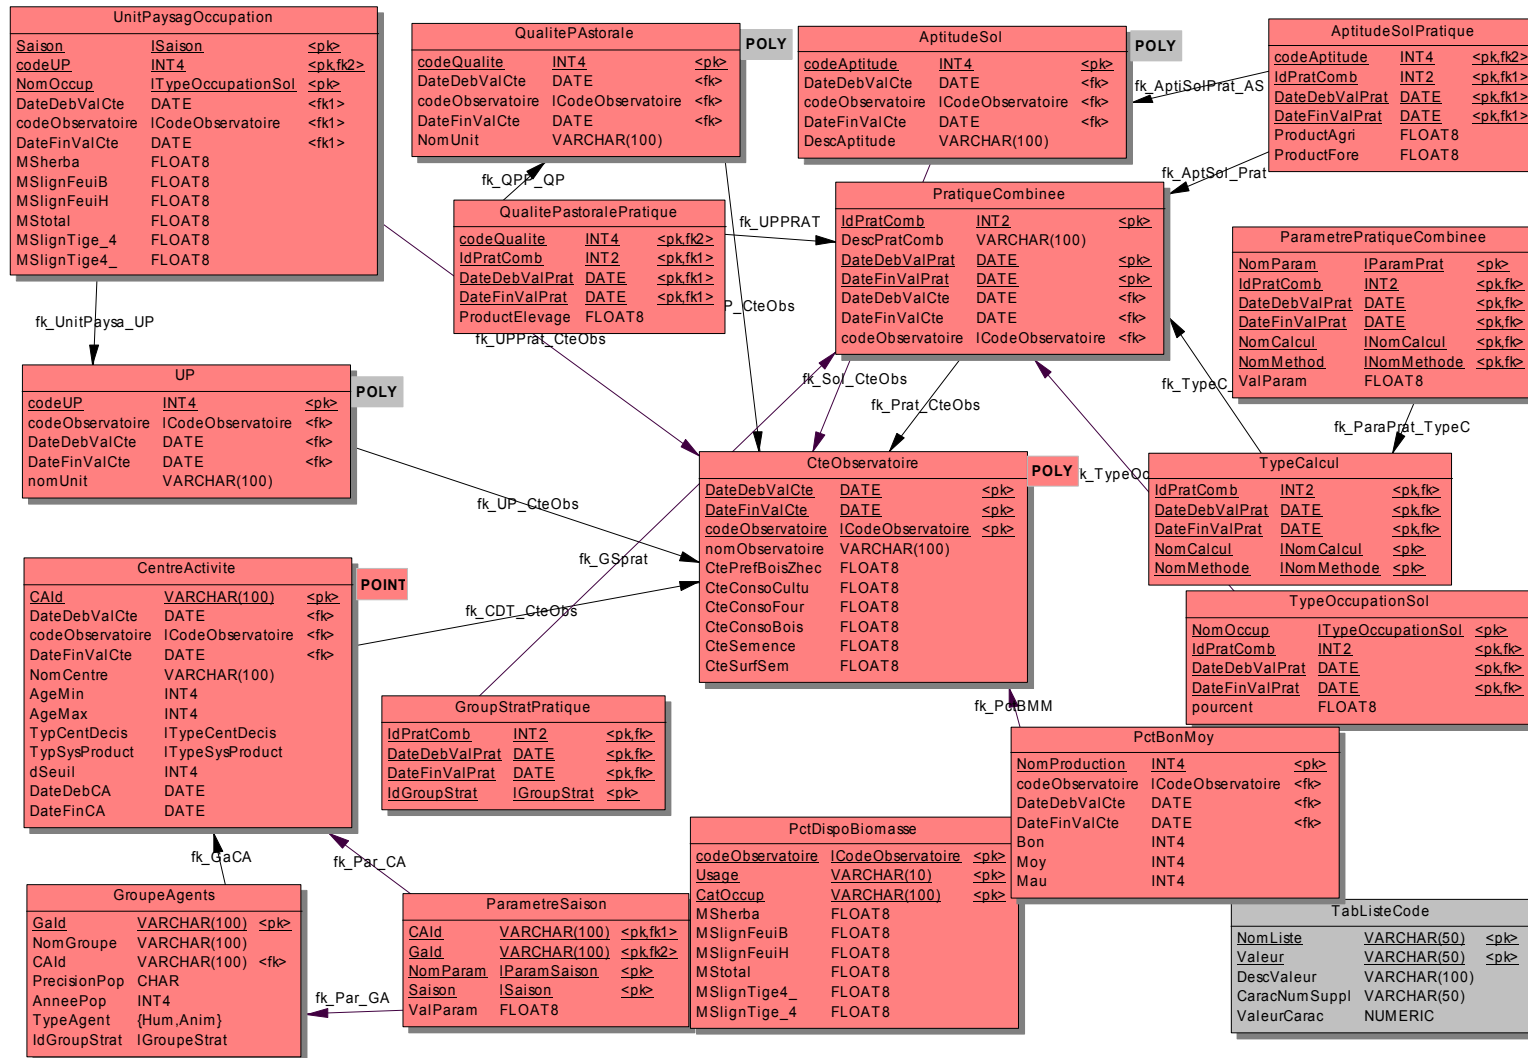 UnitPaysagOccupation
Saison ISaison <pk>
codeUP INT4 <pk,fk2>
NomOccup ITypeOccupationSol <pk>
DateDebValCte DATE <fk1>
codeObservatoire ICodeObservatoire <fk1>
DateFinValCte DATE <fk1>
MSherba FLOAT8
MSlignFeuiB FLOAT8
MSlignFeuiH FLOAT8
MStotal FLOAT8
MSlignTige_4 FLOAT8
MSlignTige4_ FLOAT8
QualitePAstorale
POLY
codeQualite INT4 <pk>
DateDebValCte DATE <fk>
codeObservatoire ICodeObservatoire <fk>
DateFinValCte DATE <fk>
NomUnit VARCHAR(100)
AptitudeSol
POLY
codeAptitude INT4 <pk>
DateDebValCte DATE <fk>
codeObservatoire ICodeObservatoire <fk>
DateFinValCte DATE <fk>
DescAptitude VARCHAR(100)
AptitudeSolPratique
codeAptitude INT4 <pk,fk2>
IdPratComb INT2 <pk,fk1>
DateDebValPrat DATE <pk,fk1>
DateFinValPrat DATE <pk,fk1>
ProductAgri FLOAT8
ProductFore FLOAT8
fk_AptiSolPrat_AS
fk_AptSol_Prat
fk_QPP_QP
QualitePastoralePratique
codeQualite INT4 <pk,fk2>
IdPratComb INT2 <pk,fk1>
DateDebValPrat DATE <pk,fk1>
DateFinValPrat DATE <pk,fk1>
ProductElevage FLOAT8
fk_UPPRAT
P_CteObs
PratiqueCombinee
IdPratComb INT2 <pk>
DescPratComb VARCHAR(100)
DateDebValPrat DATE <pk>
DateFinValPrat DATE <pk>
DateDebValCte DATE <fk>
DateFinValCte DATE <fk>
codeObservatoire ICodeObservatoire <fk>
ParametrePratiqueCombinee
NomParam IParamPrat <pk>
IdPratComb INT2 <pk,fk>
DateDebValPrat DATE <pk,fk>
DateFinValPrat DATE <pk,fk>
NomCalcul INomCalcul <pk,fk>
NomMethod INomMethode <pk,fk>
ValParam FLOAT8
fk_UnitPaysa_UP
fk_UPPrat_CteObs
fk_Sol_CteObs
fk_Prat_CteObs
fk_TypeC_
fk_ParaPrat_TypeC
UP
POLY
codeUP INT4 <pk>
codeObservatoire ICodeObservatoire <fk>
DateDebValCte DATE <fk>
DateFinValCte DATE <fk>
nomUnit VARCHAR(100)
fk_UP_CteObs
CteObservatoire
POLY
DateDebValCte DATE <pk>
DateFinValCte DATE <pk>
codeObservatoire ICodeObservatoire <pk>
nomObservatoire VARCHAR(100)
CtePrefBoisZhec FLOAT8
CteConsoCultu FLOAT8
CteConsoFour FLOAT8
CteConsoBois FLOAT8
CteSemence FLOAT8
CteSurfSem FLOAT8
k_TypeOc
TypeCalcul
IdPratComb INT2 <pk,fk>
DateDebValPrat DATE <pk,fk>
DateFinValPrat DATE <pk,fk>
NomCalcul INomCalcul <pk>
NomMethode INomMethode <pk>
TypeOccupationSol
NomOccup ITypeOccupationSol <pk>
IdPratComb INT2 <pk,fk>
DateDebValPrat DATE <pk,fk>
DateFinValPrat DATE <pk,fk>
pourcent FLOAT8
fk_GSprat
fk_CDT_CteObs
CentreActivite
POINT
CAId VARCHAR(100) <pk>
DateDebValCte DATE <fk>
codeObservatoire ICodeObservatoire <fk>
DateFinValCte DATE <fk>
NomCentre VARCHAR(100)
AgeMin INT4
AgeMax INT4
TypCentDecis ITypeCentDecis
TypSysProduct ITypeSysProduct
dSeuil INT4
DateDebCA DATE
DateFinCA DATE
GroupStratPratique
IdPratComb INT2 <pk,fk>
DateDebValPrat DATE <pk,fk>
DateFinValPrat DATE <pk,fk>
IdGroupStrat IGroupStrat <pk>
fk_PctBMM
PctBonMoy
NomProduction INT4 <pk>
codeObservatoire ICodeObservatoire <fk>
DateDebValCte DATE <fk>
DateFinValCte DATE <fk>
Bon INT4
Moy INT4
Mau INT4
fk_GaCA
fk_Par_CA
PctDispoBiomasse
codeObservatoire ICodeObservatoire <pk>
Usage VARCHAR(10) <pk>
CatOccup VARCHAR(100) <pk>
MSherba FLOAT8
MSlignFeuiB FLOAT8
MSlignFeuiH FLOAT8
MStotal FLOAT8
MSlignTige4_ FLOAT8
MSlignTige_4 FLOAT8
GroupeAgents
GaId VARCHAR(100) <pk>
NomGroupe VARCHAR(100)
CAId VARCHAR(100) <fk>
PrecisionPop CHAR
AnneePop INT4
TypeAgent {Hum,Anim}
IdGroupStrat IGroupeStrat
fk_Par_GA
ParametreSaison
CAId VARCHAR(100) <pk,fk1>
GaId VARCHAR(100) <pk,fk2>
NomParam IParamSaison <pk>
Saison ISaison <pk>
ValParam FLOAT8
TabListeCode
NomListe VARCHAR(50) <pk>
Valeur VARCHAR(50) <pk>
DescValeur VARCHAR(100)
CaracNumSuppl VARCHAR(50)
ValeurCarac NUMERIC